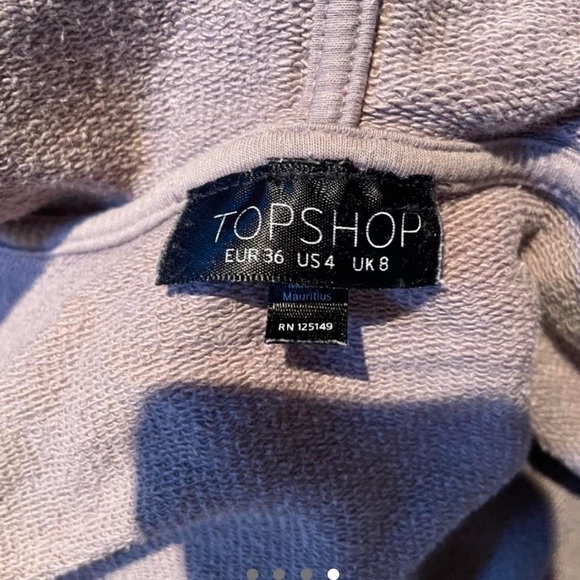 TOPSHOP
EUR 36 US 4 UK 8
Mauritius
RN 125149